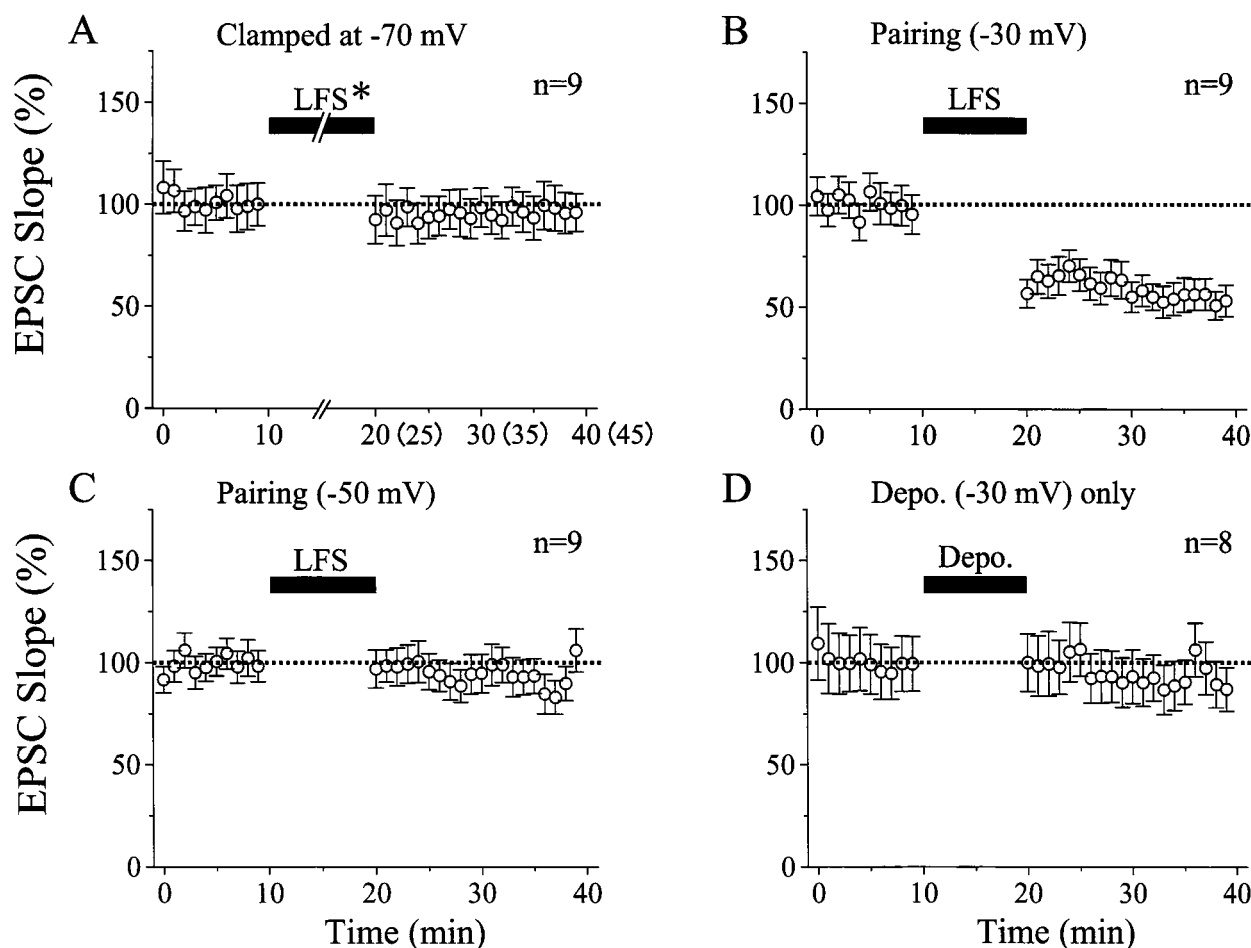 A Clamped at -70 mV
n=9
LFS*
EPSC Slope (%)
150
100
50
0
0 10 20 (25) 30 (35) 40 (45)
B Pairing (-30 mV)
n=9
LFS
150
100
50
0
0 10 20 30 40
C Pairing (-50 mV)
n=9
LFS
EPSC Slope (%)
150
100
50
0
0 10 20 30 40
Time (min)
D Depo. (-30 mV) only
n=8
Depo.
150
100
50
0
0 10 20 30 40
Time (min)